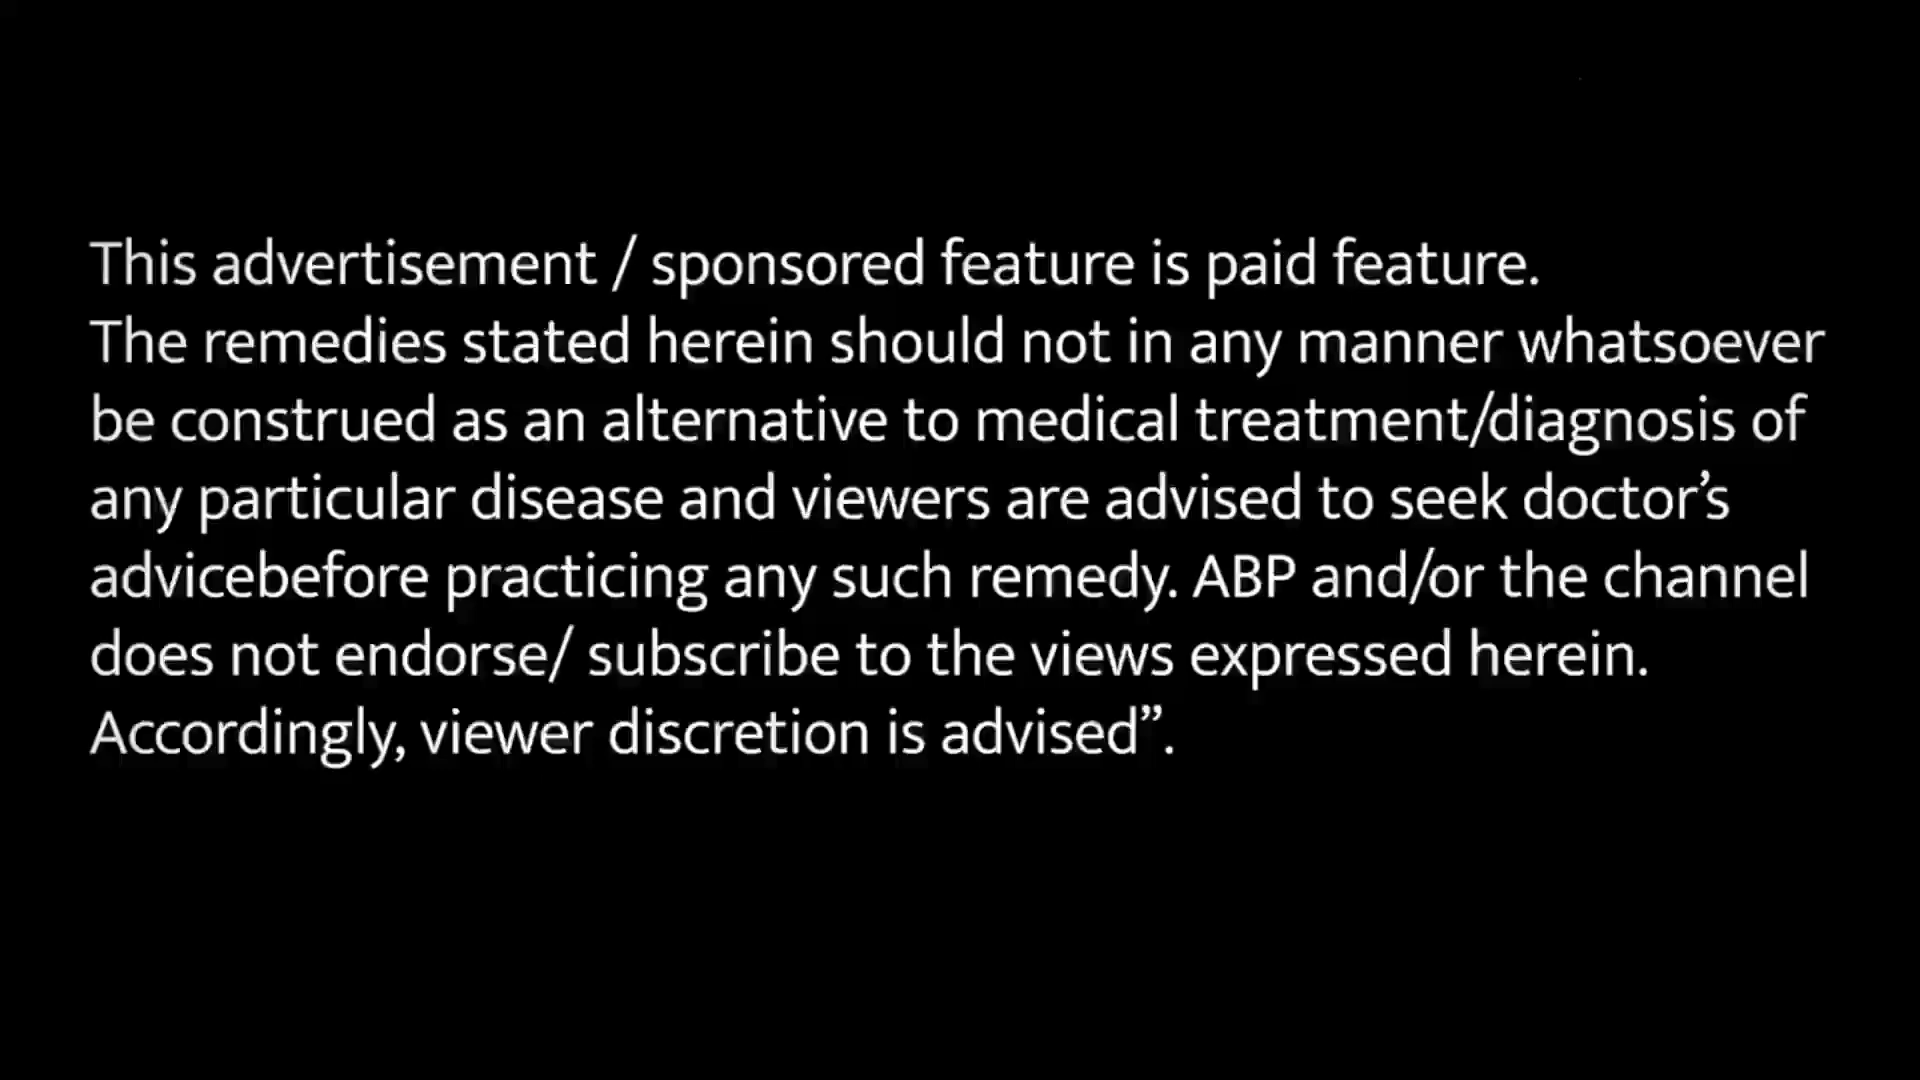 This advertisement / sponsored feature is paid feature.
The remedies stated herein should not in any manner whatsoever
be construed as an alternative to medical treatment/diagnosis of
any particular disease and viewers are advised to seek doctor’s
advicebefore practicing any such remedy. ABP and/or the channel
does not endorse/ subscribe to the views expressed herein.
Accordingly, viewer discretion is advised”.